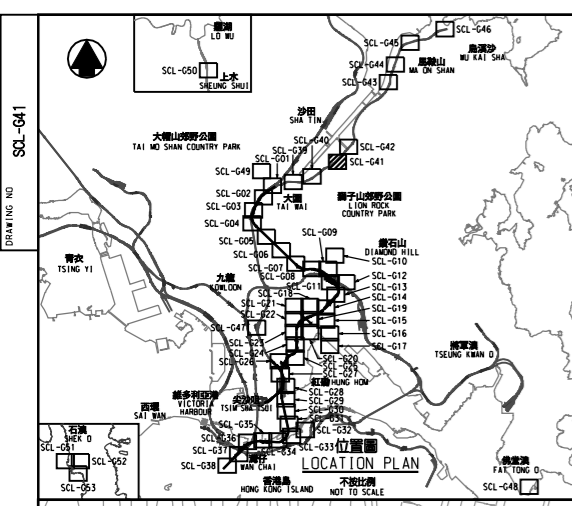 DRAWING NO SCL-G41
羅湖
LO WU
SCL-G50
上水
SHEUNG SHUI
SCL-G46
SCL-G45
烏溪沙
WU KAI SHA
SCL-G44
馬鞍山
MA ON SHAN
SCL-G43
沙田
SHA TIN
大帽山郊野公園
TAI MO SHAN COUNTRY PARK
SCL-G40
SCL-G39
SCL-G42
SCL-G41
SCL-G01
SCL-G49
SCL-G02
大圍
TAI WAI
獅子山郊野公園
LION ROCK
COUNTRY PARK
SCL-G03
SCL-G04
SCL-G05
SCL-G09
鑽石山
DIAMOND HILL
SCL-G06
SCL-G10
SCL-G07
SCL-G08
青衣
TSING YI
九龍
KOWLOON
SCL-G11
SCL-G12
SCL-G13
SCL-G18
SCL-G14
SCL-G21
SCL-G19
SCL-G22
SCL-G15
SCL-G47
SCL-G16
SCL-G23
SCL-G17
SCL-G24
SCL-G20
SCL-G25
SCL-G26
SCL-G27
將軍澳
TSEUNG KWAN O
紅磡
HUNG HOM
SCL-G28
SCL-G29
SCL-G30
維多利亞港
VICTORIA
HARBOUR
尖沙咀
TSIM SHA TSUI
西環
SAI WAN
SCL-G32
SCL-G35
SCL-G36
SCL-G33
SCL-G34
SCL-G37
SCL-G38
灣仔
WAN CHAI
香港島
HONG KONG ISLAND
石澳
SHEK O
SCL-G51
SCL-G52
SCL-G53
位置圖
LOCATION PLAN
不按比例
NOT TO SCALE
FAT TONG O
SCL-G48